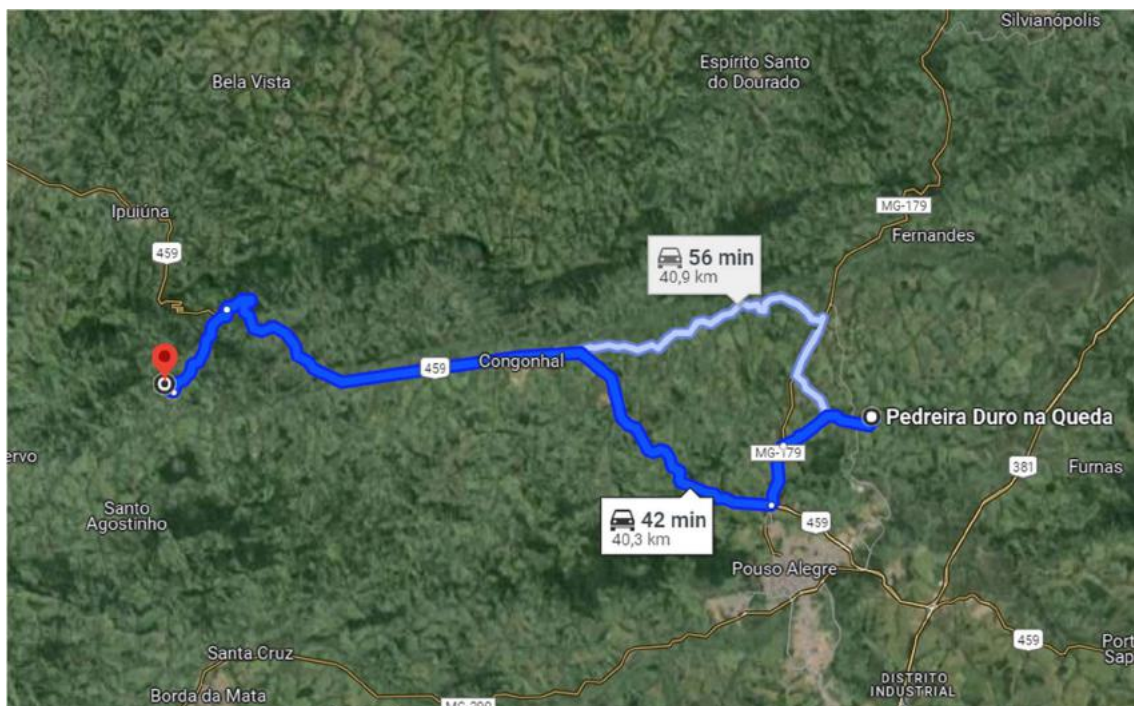 Silvianópolis
Espírito Santo
do Dourado
Bela Vista
MG-179
Ipuiúna
Fernandes
459
56 min
40,9 km
Congonhal
459
Pedreira Duro na Queda
MG-179
ervo
381
Furnas
Santo
Agostinho
42 min
40,3 km
459
Pouso Alegre
459
Santa Cruz
Port
Sap
DISTRITO
INDUSTRIAL
Borda da Mata
MG-290